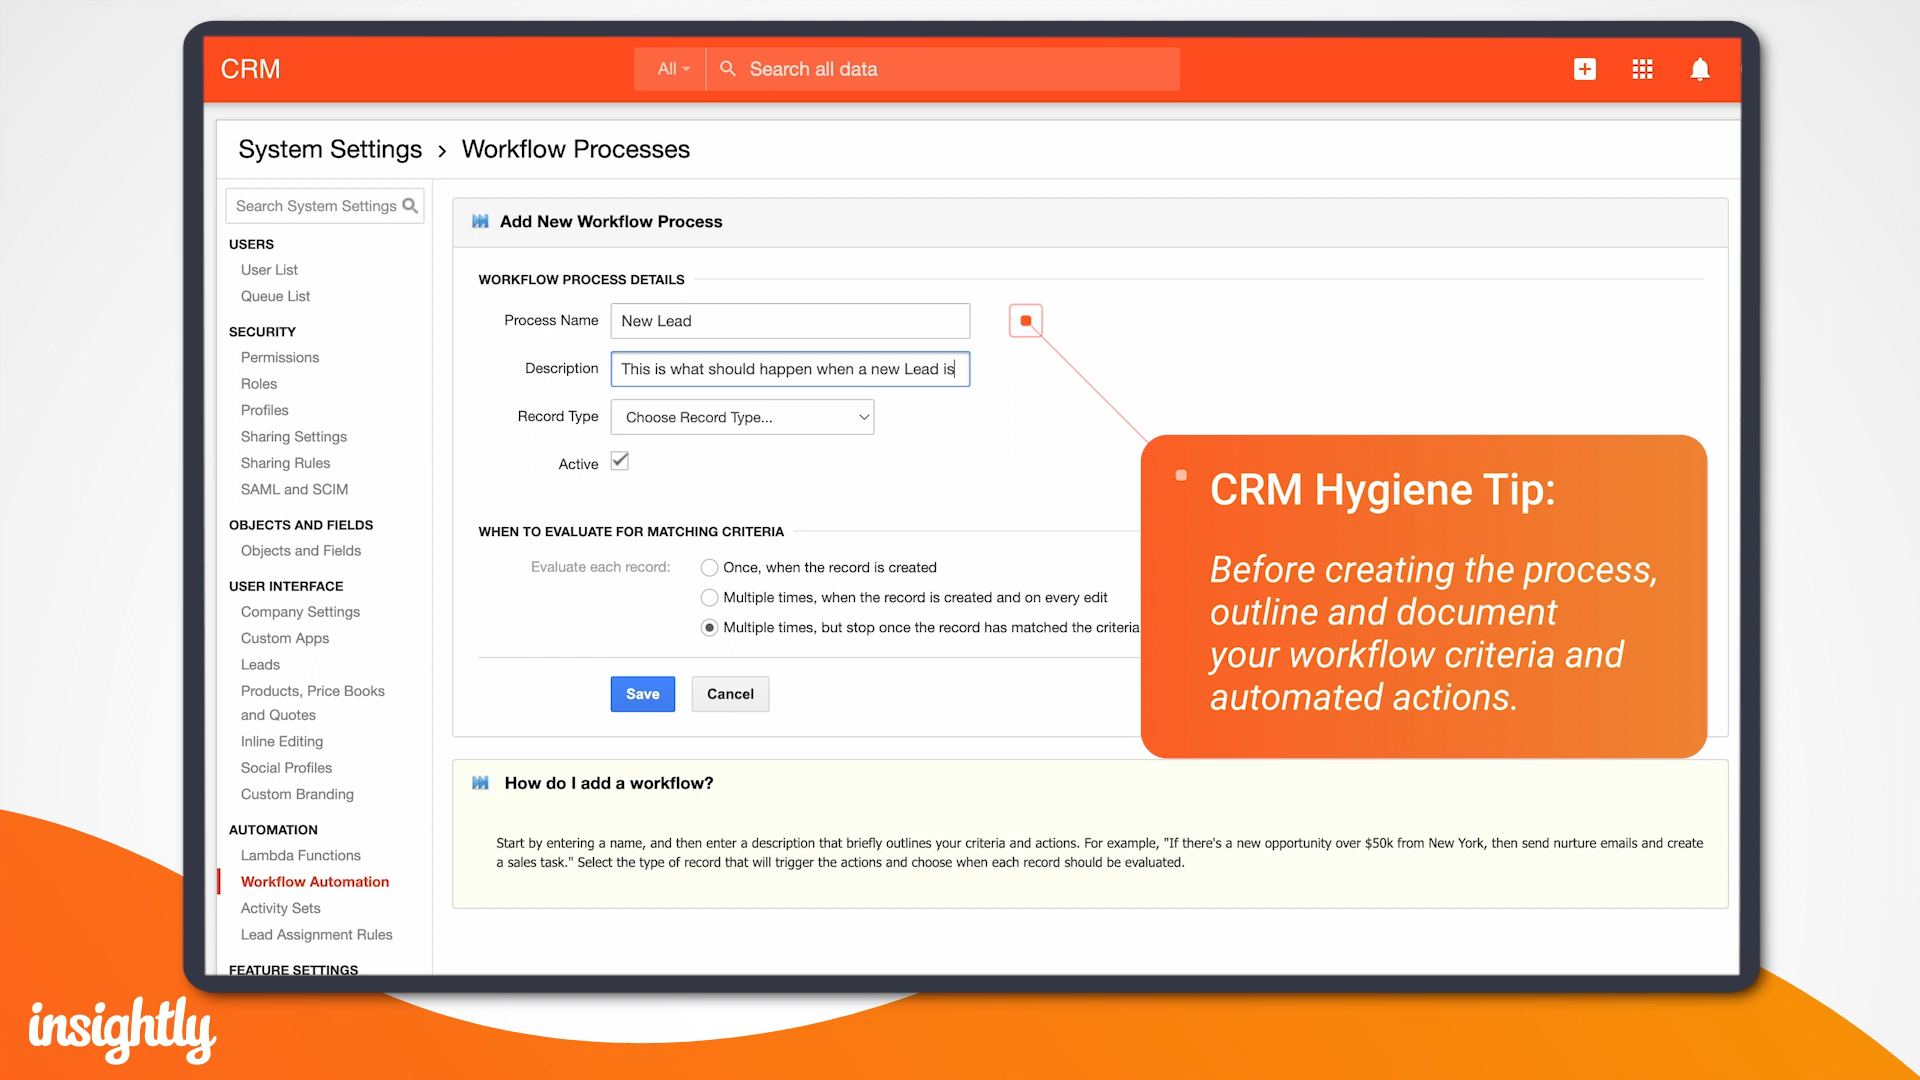 CRM
All
Search all data
System Settings > Workflow Processes
Search System Settings
USERS
User List
Queue List
SECURITY
Permissions
Roles
Profiles
Sharing Settings
Sharing Rules
SAML and SCIM
OBJECTS AND FIELDS
Objects and Fields
USER INTERFACE
Company Settings
Custom Apps
Leads
Products, Price Books
and Quotes
Inline Editing
Social Profiles
Custom Branding
AUTOMATION
Lambda Functions
Workflow Automation
Activity Sets
Lead Assignment Rules
FEATURE SETTINGS
Add New Workflow Process
WORKFLOW PROCESS DETAILS
Process Name New Lead
Description This is what should happen when a new Lead is
Record Type Choose Record Type...
Active
WHEN TO EVALUATE FOR MATCHING CRITERIA
Evaluate each record: Once, when the record is created
Multiple times, when the record is created and on every edit
Multiple times, but stop once the record has matched the criteria
Save Cancel
CRM Hygiene Tip:
Before creating the process,
outline and document
your workflow criteria and
automated actions.
How do I add a workflow?
Start by entering a name, and then enter a description that briefly outlines your criteria and actions. For example, "If there's a new opportunity over $50k from New York, then send nurture emails and create
a sales task." Select the type of record that will trigger the actions and choose when each record should be evaluated.
insightly